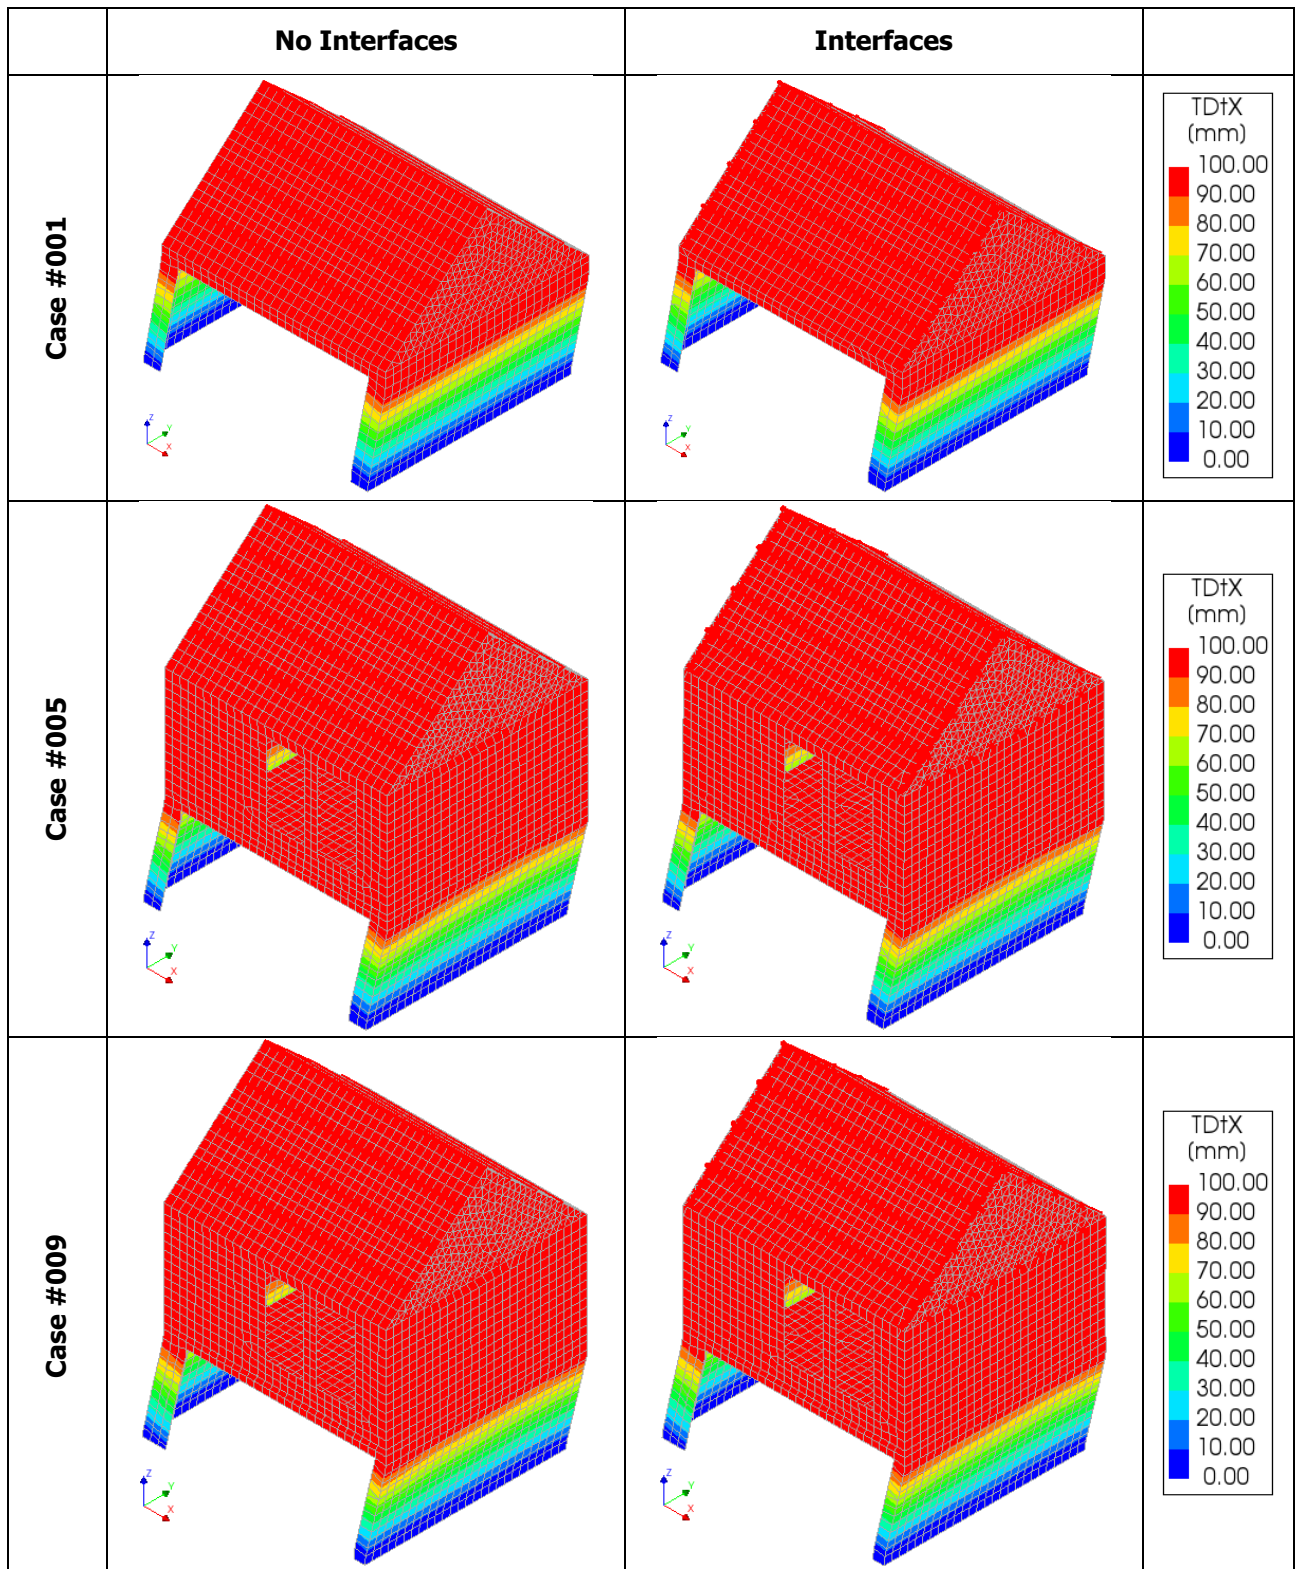 No Interfaces
Interfaces
Case #001
Z
Y
X
Z
Y
X
TDtX
(mm)
100.00
90.00
80.00
70.00
60.00
50.00
40.00
30.00
20.00
10.00
0.00
Case #005
Z
Y
X
Z
Y
X
TDtX
(mm)
100.00
90.00
80.00
70.00
60.00
50.00
40.00
30.00
20.00
10.00
0.00
Case #009
Z
Y
X
Z
Y
X
TDtX
(mm)
100.00
90.00
80.00
70.00
60.00
50.00
40.00
30.00
20.00
10.00
0.00